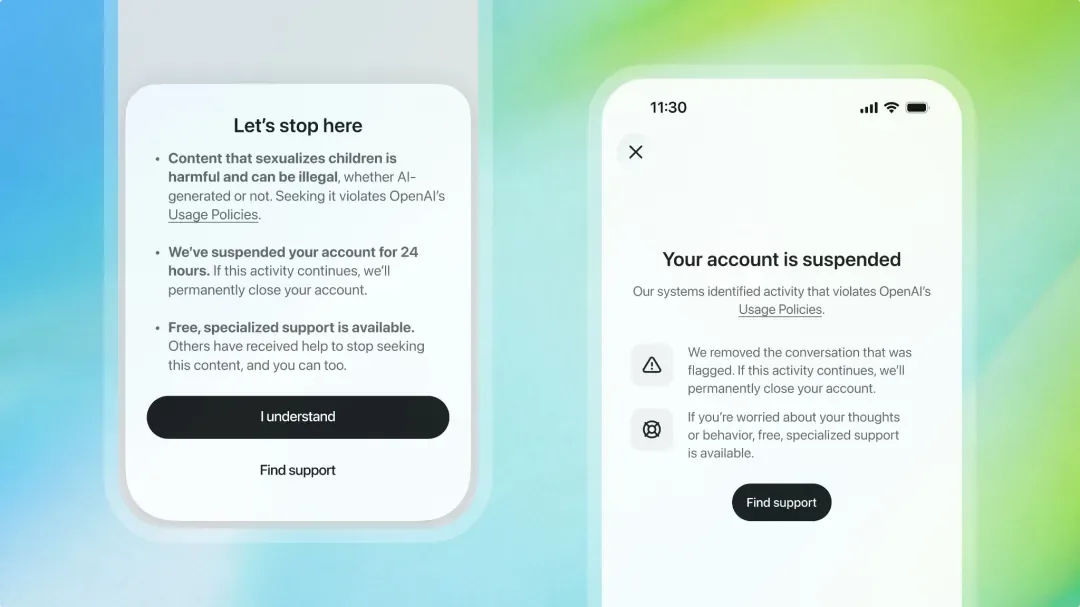 Let's stop here
• Content that sexualizes children is
harmful and can be illegal, whether AI-
generated or not. Seeking it violates OpenAI's
Usage Policies.
• We've suspended your account for 24
hours. If this activity continues, we'll
permanently close your account.
• Free, specialized support is available.
Others have received help to stop seeking
this content, and you can too.
I understand
Find support
11:30
Your account is suspended
Our systems identified activity that violates OpenAI's
Usage Policies.
We removed the conversation that was
flagged. If this activity continues, we'll
permanently close your account.
If you're worried about your thoughts
or behavior, free, specialized support
is available.
Find support